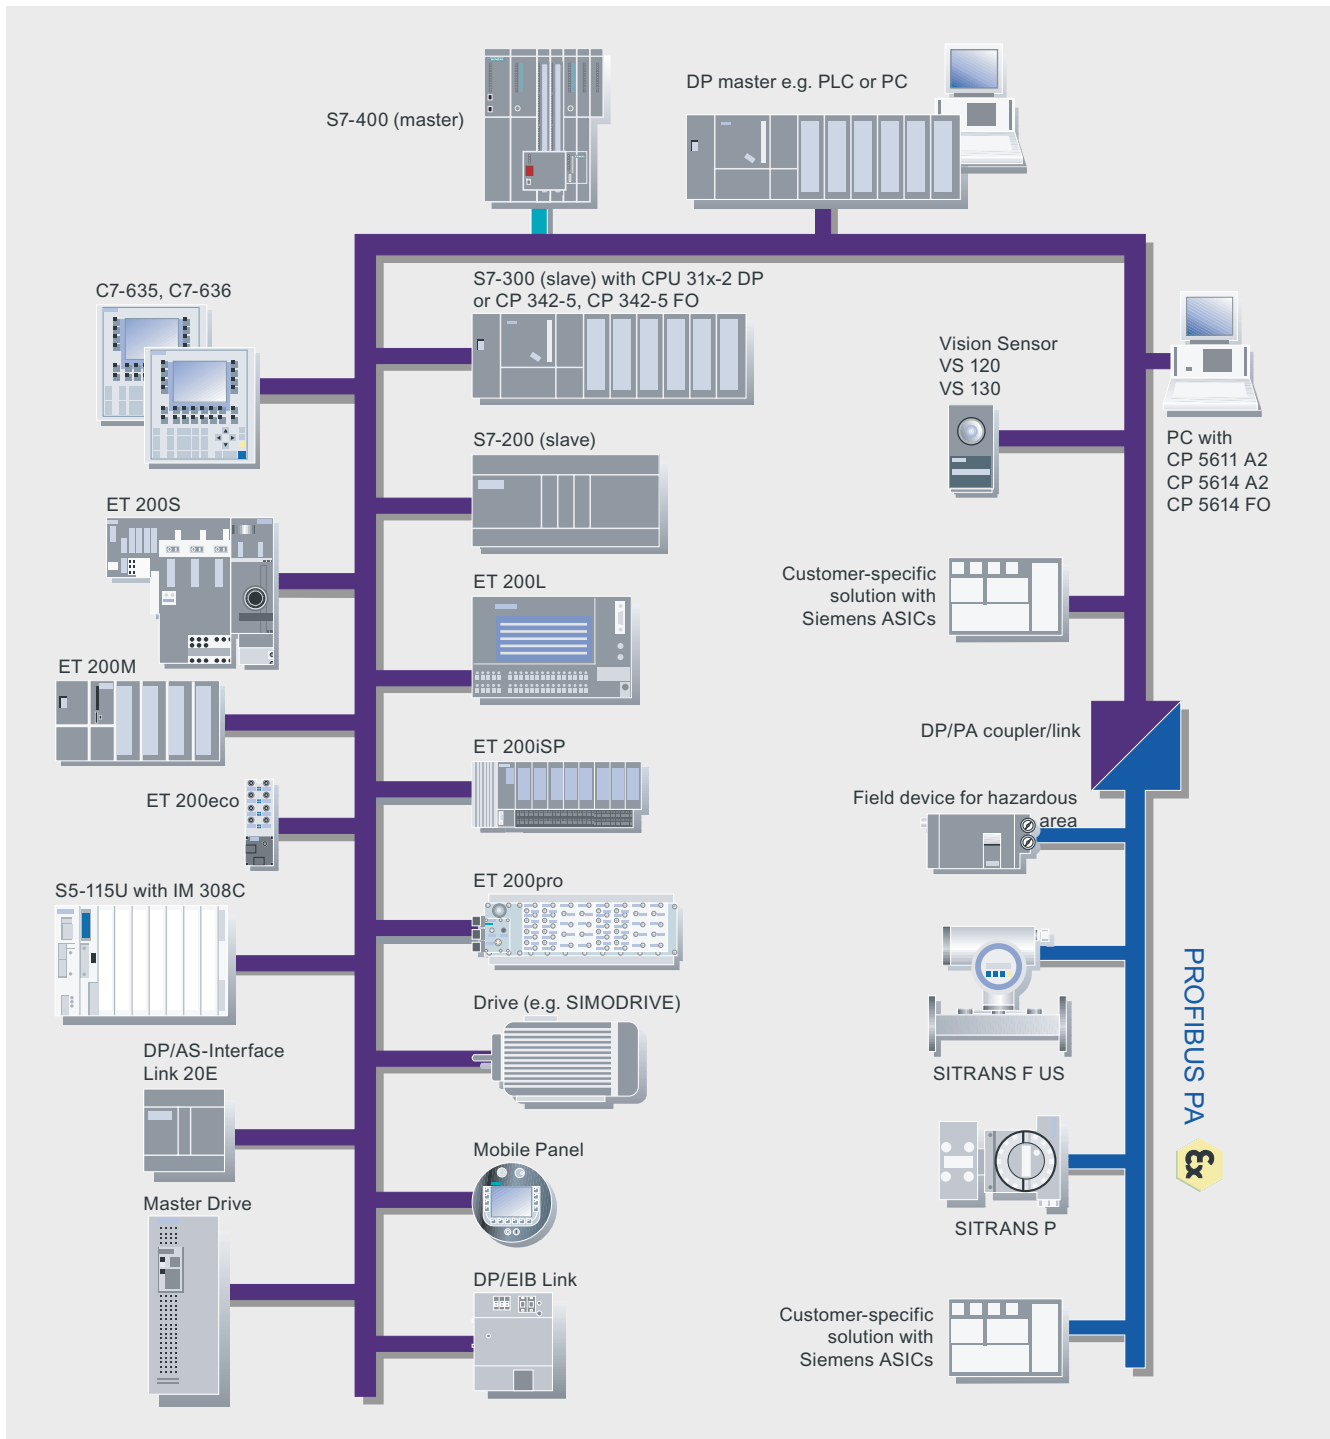 DP master e.g. PLC or PC
S7-400 (master)
C7-635, C7-636
S7-300 (slave) with CPU 31x-2 DP
or CP 342-5, CP 342-5 FO
Vision Sensor
VS 120
VS 130
PC with
CP 5611 A2
CP 5614 A2
CP 5614 FO
S7-200 (slave)
ET 200S
Customer-specific
solution with
Siemens ASICs
ET 200L
ET 200M
DP/PA coupler/link
ET 200iSP
ET 200eco
Field device for hazardous
area
ET 200pro
S5-115U with IM 308C
PROFIBUS PA
Ex
Drive (e.g. SIMODRIVE)
DP/AS-Interface
Link 20E
SITRANS F US
Mobile Panel
Master Drive
SITRANS P
DP/EIB Link
Customer-specific
solution with
Siemens ASICs